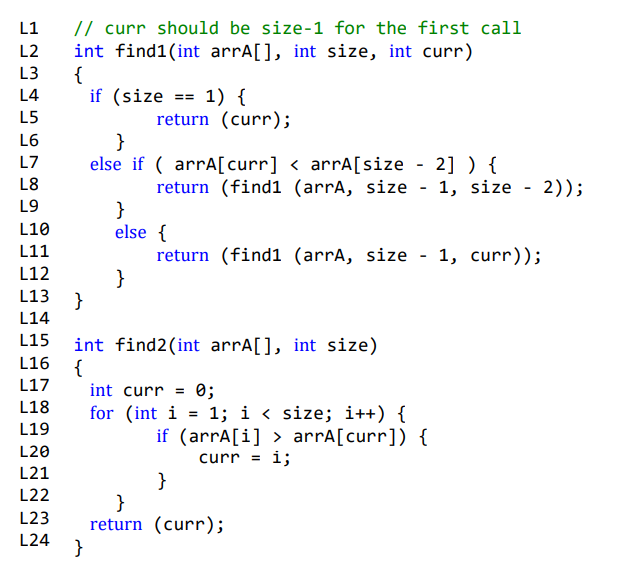 L1 // curr should be size-1 for the first call
L2 int find1(int arrA[], int size, int curr)
L3 {
L4 if (size == 1) {
L5 return (curr);
L6 }
L7 else if ( arrA[curr] < arrA[size - 2] ) {
L8 return (find1 (arrA, size - 1, size - 2));
L9 }
L10 else {
L11 return (find1 (arrA, size - 1, curr));
L12 }
L13 }
L14
L15 int find2(int arrA[], int size)
L16 {
L17 int curr = 0;
L18 for (int i = 1; i < size; i++) {
L19 if (arrA[i] > arrA[curr]) {
L20 curr = i;
L21 }
L22 }
L23 return (curr);
L24 }